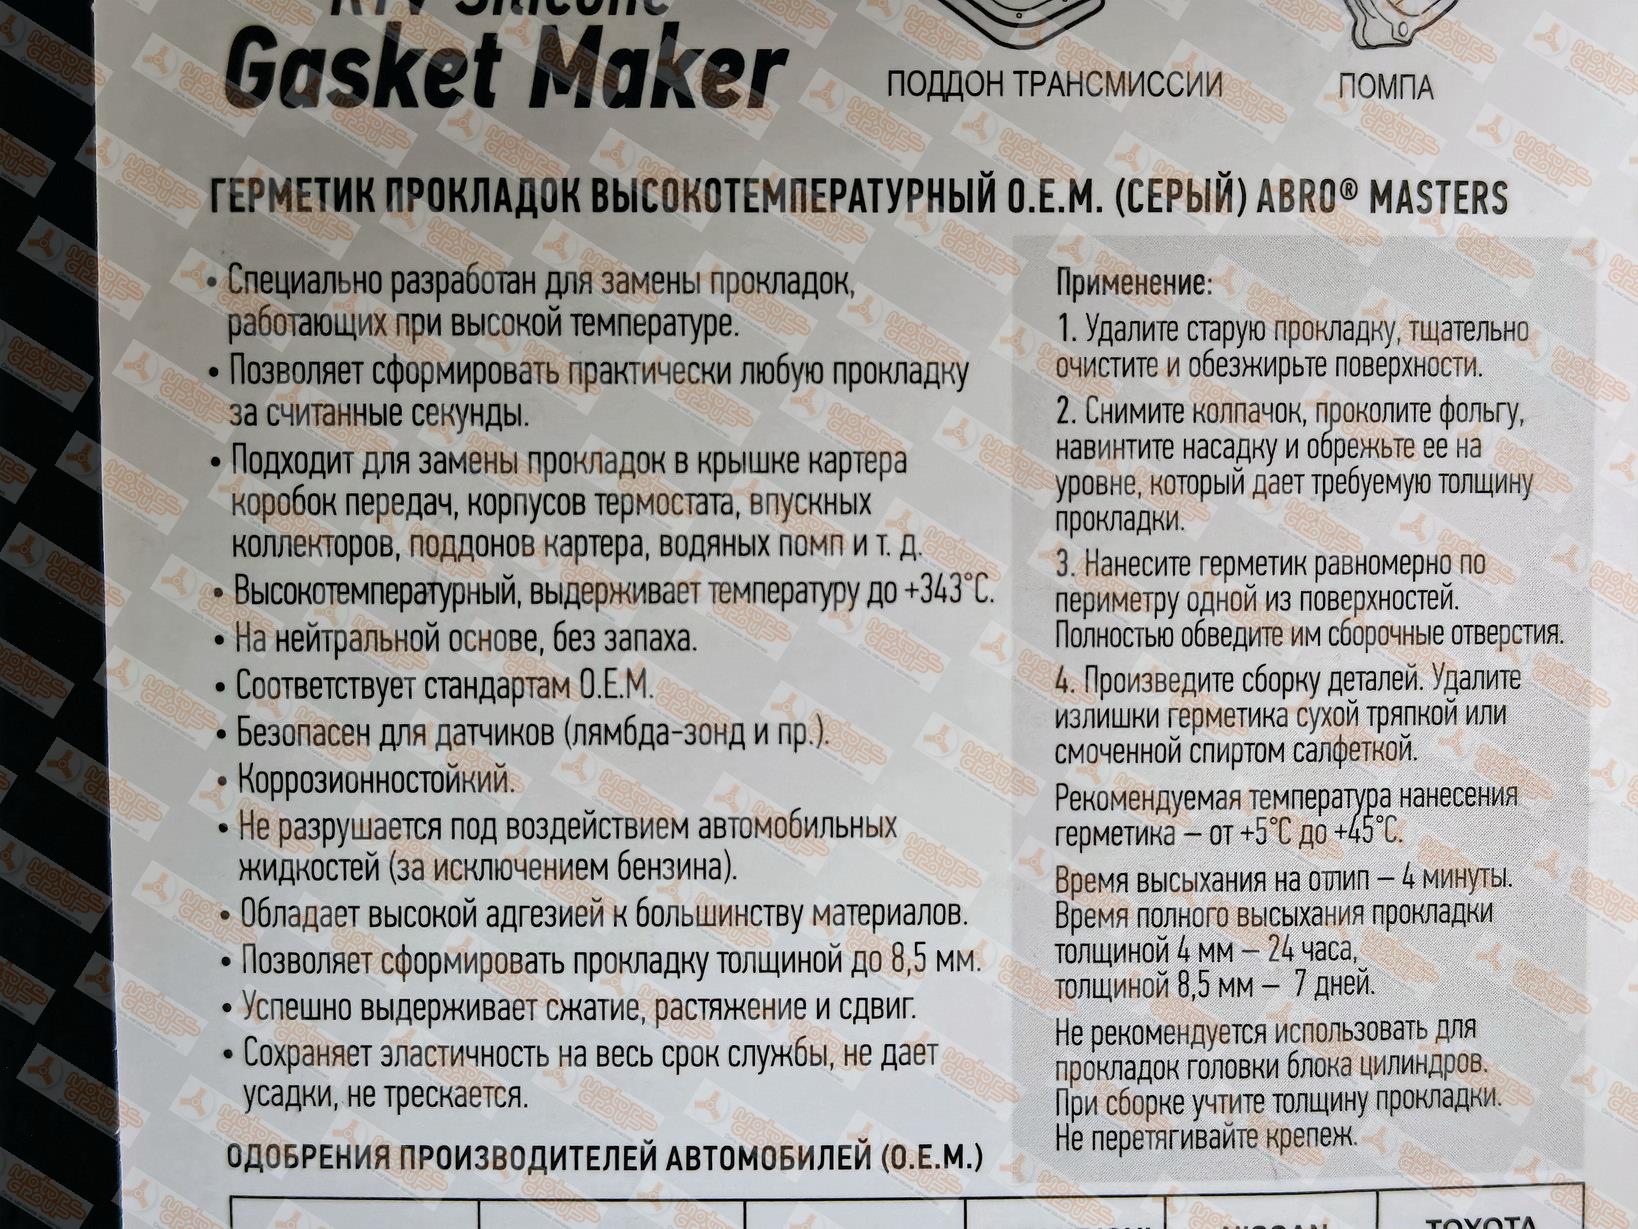 RTV Silicone
Gasket Maker
ПОДДОН ТРАНСМИССИИ
ПОМПА
ГЕРМЕТИК ПРОКЛАДОК ВЫСОКОТЕМПЕРАТУРНЫЙ O.E.M. (СЕРЫЙ) ABRO® MASTERS
• Специально разработан для замены прокладок,
работающих при высокой температуре.
• Позволяет сформировать практически любую прокладку
за считанные секунды.
• Подходит для замены прокладок в крышке картера
коробок передач, корпусов термостата, впускных
коллекторов, поддонов картера, водяных помп и т. д.
• Высокотемпературный, выдерживает температуру до +343°С.
• На нейтральной основе, без запаха.
• Соответствует стандартам O.E.M.
• Безопасен для датчиков (лямбда-зонд и пр.).
• Коррозионностойкий.
• Не разрушается под воздействием автомобильных
жидкостей (за исключением бензина).
• Обладает высокой адгезией к большинству материалов.
• Позволяет сформировать прокладку толщиной до 8,5 мм.
• Успешно выдерживает сжатие, растяжение и сдвиг.
• Сохраняет эластичность на весь срок службы, не дает
усадки, не трескается.
Применение:
1. Удалите старую прокладку, тщательно
очистите и обезжирьте поверхности.
2. Снимите колпачок, проколите фольгу,
навинтите насадку и обрежьте ее на
уровне, который дает требуемую толщину
прокладки.
3. Нанесите герметик равномерно по
периметру одной из поверхностей.
Полностью обведите им сборочные отверстия.
4. Произведите сборку деталей. Удалите
излишки герметика сухой тряпкой или
смоченной спиртом салфеткой.
Рекомендуемая температура нанесения
герметика – от +5°С до +45°С.
Время высыхания на отлип – 4 минуты.
Время полного высыхания прокладки
толщиной 4 мм – 24 часа,
толщиной 8,5 мм – 7 дней.
Не рекомендуется использовать для
прокладок головки блока цилиндров.
При сборке учтите толщину прокладки.
Не перетягивайте крепеж.
ОДОБРЕНИЯ ПРОИЗВОДИТЕЛЕЙ АВТОМОБИЛЕЙ (O.E.M.)
NISSAN
TOYOTA